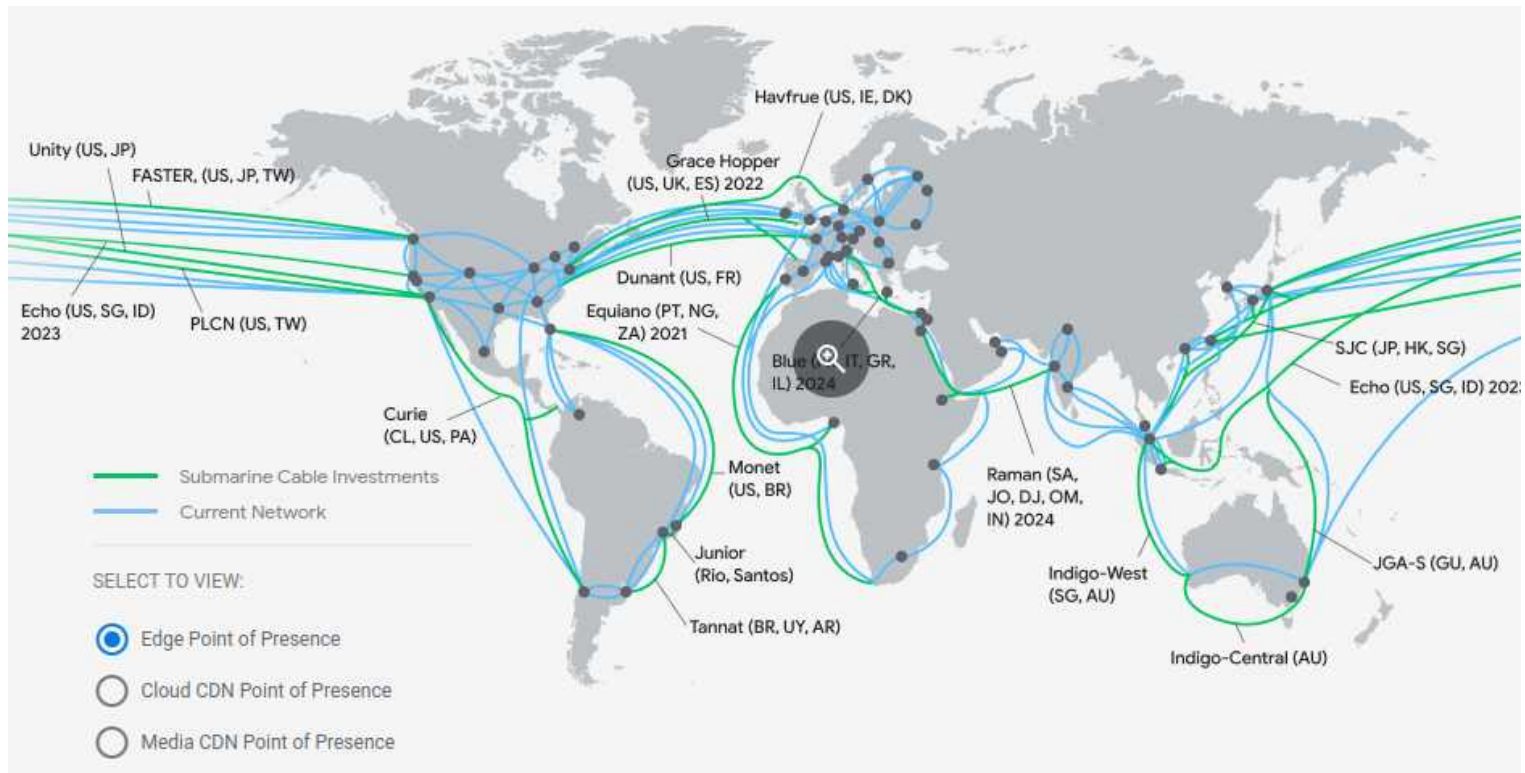 Havfrue (US, IE, DK)
Unity (US, JP)
FASTER, (US, JP, TW)
Grace Hopper
(US, UK, ES) 2022
Dunant (US, FR)
Echo (US, SG, ID)
2023
PLCN (US, TW)
Equiano (PT, NG,
ZA) 2021
Blue ( IT, GR,
IL) 2024
SJC (JP, HK, SG)
Echo (US, SG, ID) 202
Curie
(CL, US, PA)
Monet
(US, BR)
Raman (SA,
JO, DJ, OM,
IN) 2024
Submarine Cable Investments
Current Network
Junior
(Rio, Santos)
Indigo-West
(SG, AU)
JGA-S (GU, AU)
Tannat (BR, UY, AR)
Indigo-Central (AU)
SELECT TO VIEW:
Edge Point of Presence
Cloud CDN Point of Presence
Media CDN Point of Presence